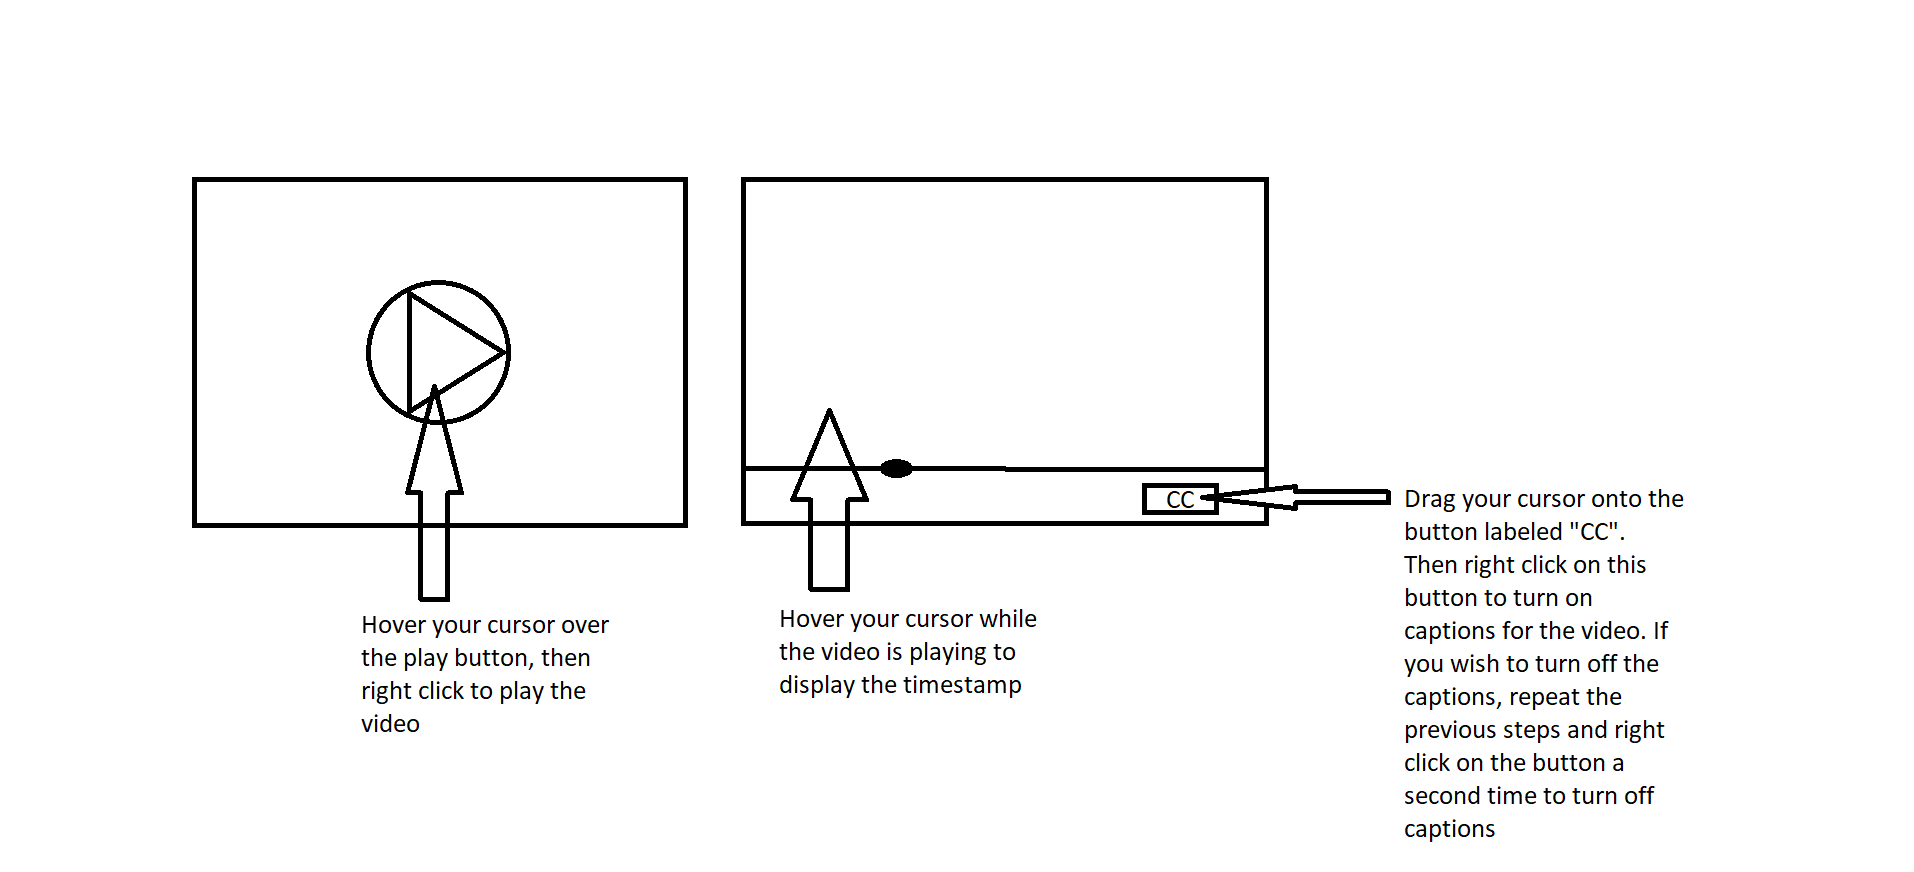 Hover your cursor over
the play button, then
right click to play the
video
Hover your cursor while
the video is playing to
display the timestamp
CC
Drag your cursor onto the
button labeled "CC".
Then right click on this
button to turn on
captions for the video. If
you wish to turn off the
captions, repeat the
previous steps and right
click on the button a
second time to turn off
captions